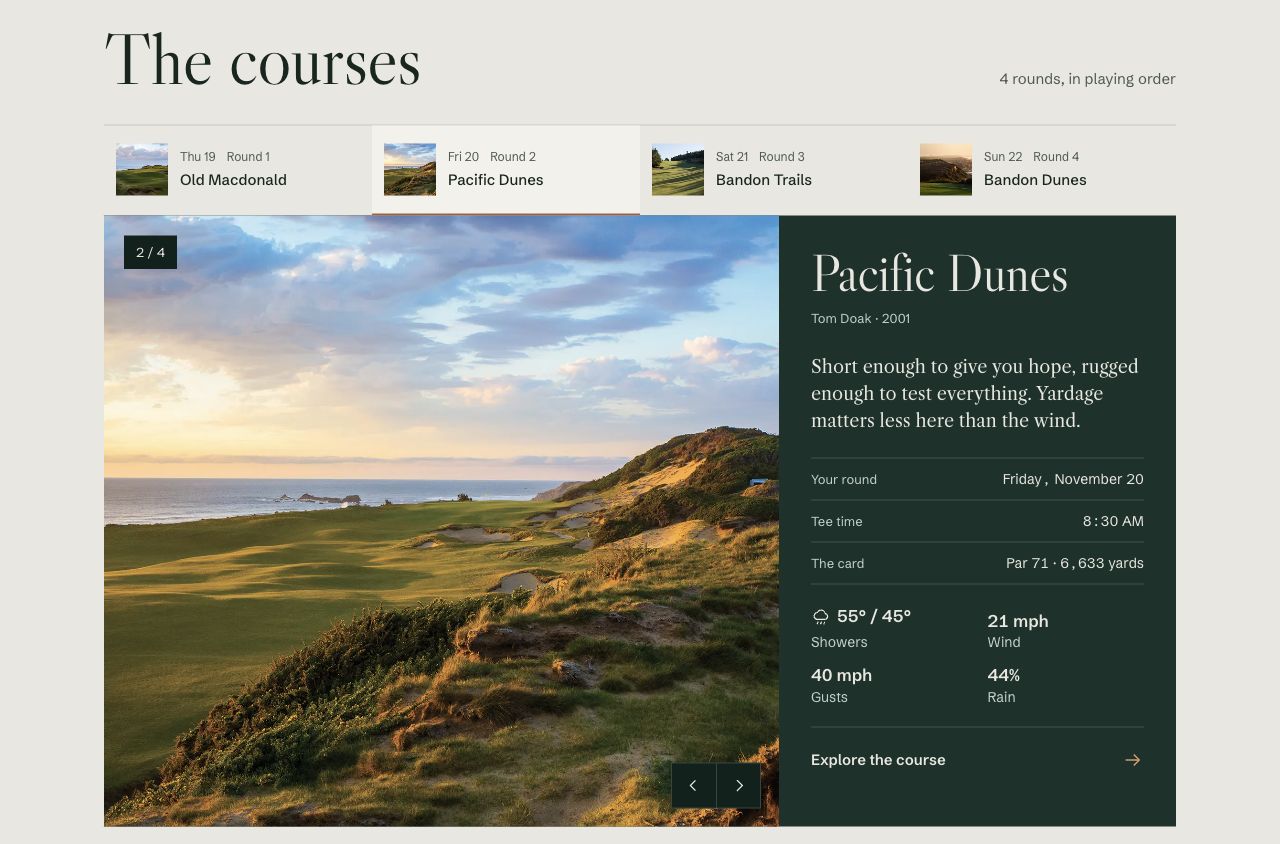 The courses
4 rounds, in playing order
Thu 19 Round 1
Old Macdonald
Fri 20 Round 2
Pacific Dunes
Sat 21 Round 3
Bandon Trails
Sun 22 Round 4
Bandon Dunes
2 / 4
Pacific Dunes
Tom Doak · 2001
Short enough to give you hope, rugged
enough to test everything. Yardage
matters less here than the wind.
Your round Friday, November 20
Tee time 8:30 AM
The card Par 71 · 6,633 yards
55° / 45°
Showers
21 mph
Wind
40 mph
Gusts
44%
Rain
Explore the course